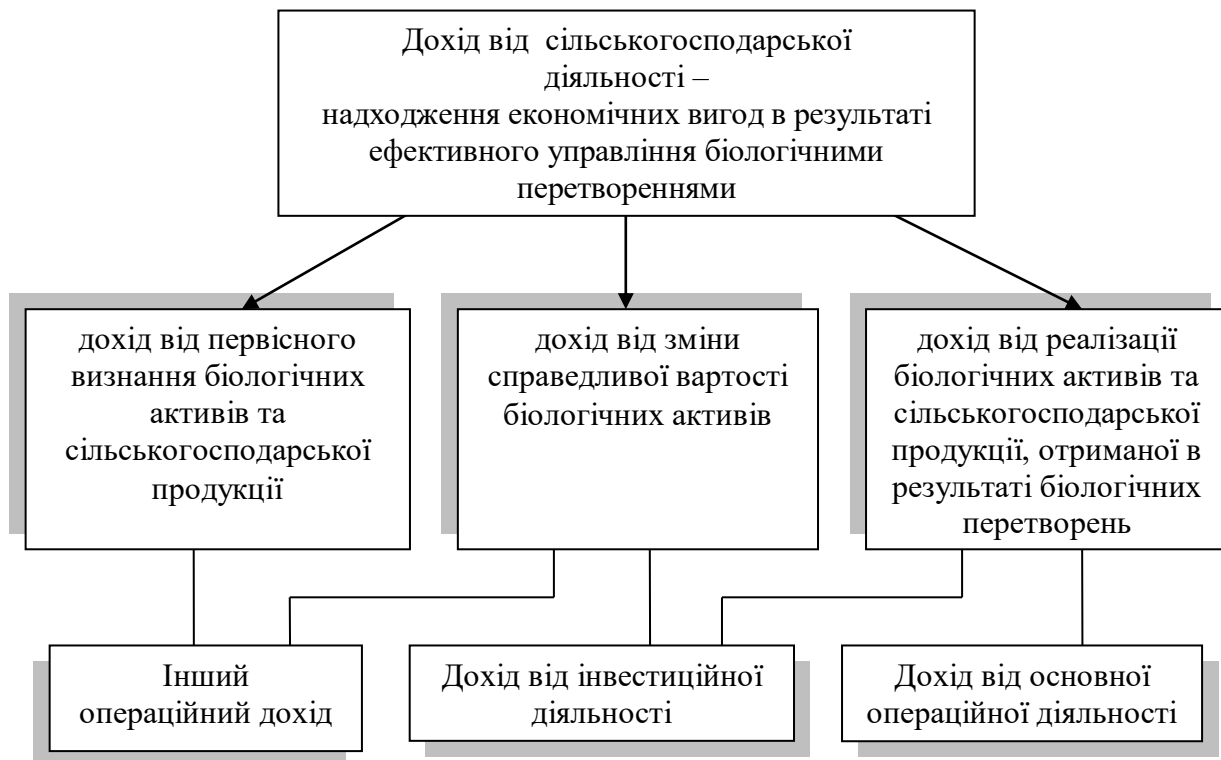 Дохід від сільськогосподарської
діяльності –
надходження економічних вигод в результаті
ефективного управління біологічними
перетвореннями
дохід від первісного
визнання біологічних
активів та
сільськогосподарської
продукції
дохід від зміни
справедливої вартості
біологічних активів
дохід від реалізації
біологічних активів та
сільськогосподарської
продукції, отриманої в
результаті біологічних
перетворень
Інший
операційний дохід
Дохід від інвестиційної
діяльності
Дохід від основної
операційної діяльності